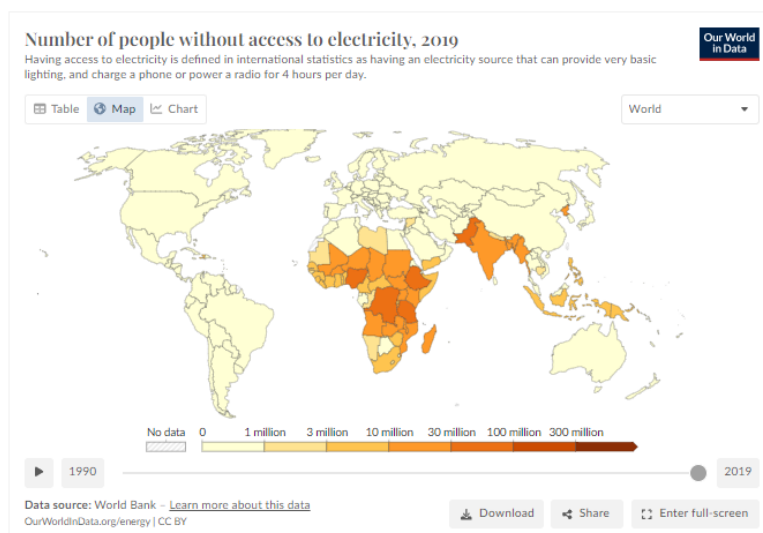 Number of people without access to electricity, 2019
Our World
in Data
Having access to electricity is defined in international statistics as having an electricity source that can provide very basic
lighting, and charge a phone or power a radio for 4 hours per day.
Table
Map
Chart
World
No data
0
1 million
3 million
10 million
30 million
100 million
300 million
1990
2019
Data source: World Bank – Learn more about this data
OurWorldInData.org/energy | CC BY
Download
Share
Enter full-screen